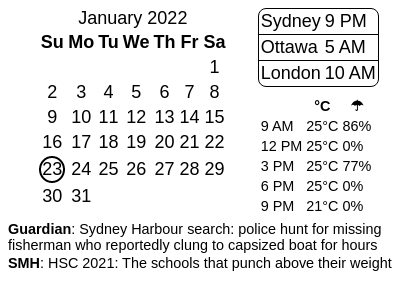 January 2022
Su Mo Tu We Th Fr Sa
1
2 3 4 5 6 7 8
9 10 11 12 13 14 15
16 17 18 19 20 21 22
23 24 25 26 27 28 29
30 31
Sydney 9 PM
Ottawa 5 AM
London 10 AM
°C ☂
9 AM 25°C 86%
12 PM 25°C 0%
3 PM 25°C 77%
6 PM 25°C 0%
9 PM 21°C 0%
Guardian: Sydney Harbour search: police hunt for missing
fisherman who reportedly clung to capsized boat for hours
SMH: HSC 2021: The schools that punch above their weight